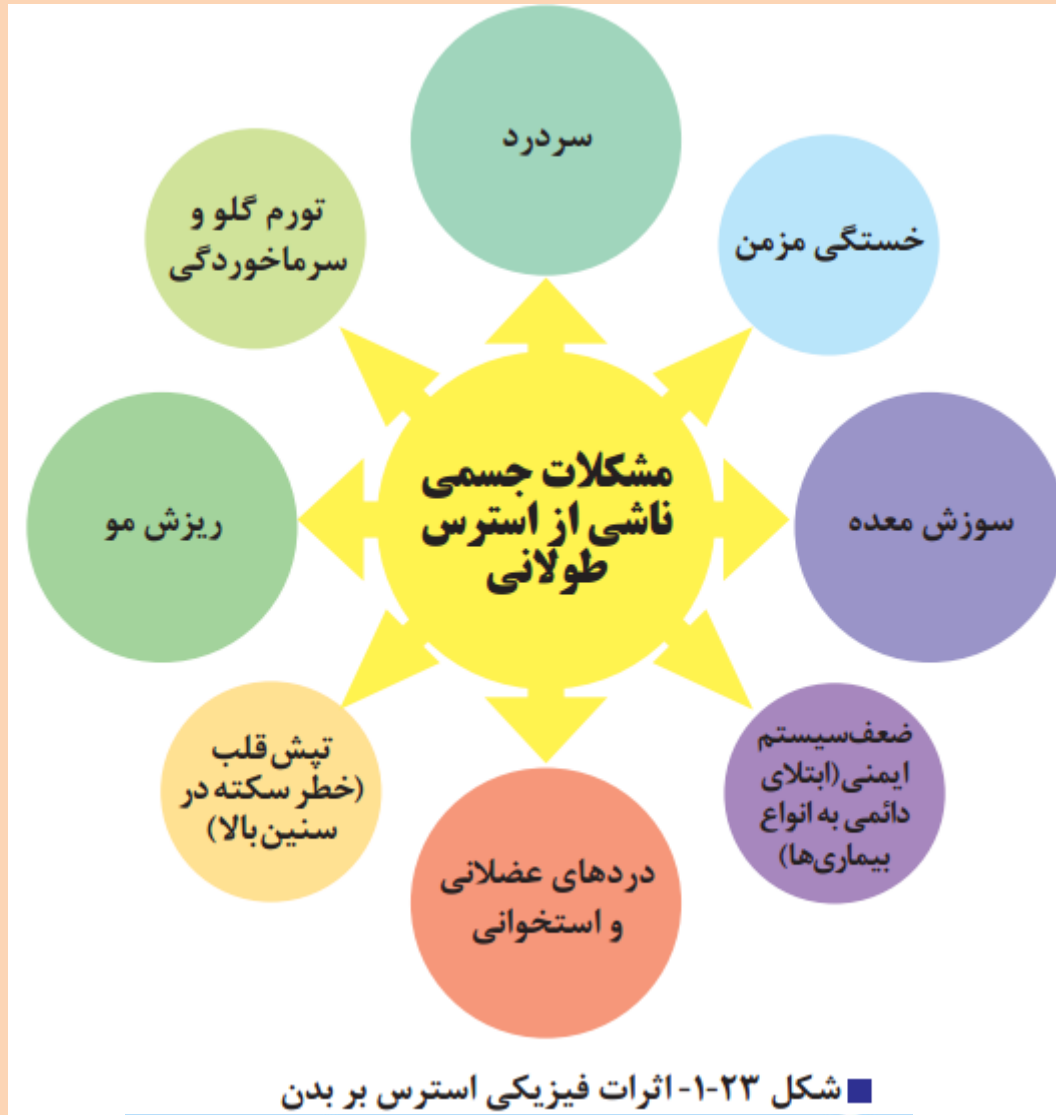 سردرد
خستگی مزمن
سوزش معده
ضعف‌سیستم
ایمنی(ابتلای
دائمی به انواع
بیماری‌ها)
دردهای عضلانی
و استخوانی
تپش‌قلب
(خطر سکته در
سنین‌بالا)
ریزش مو
تورم گلو و
سرماخوردگی
مشکلات جسمی
ناشی از استرس
طولانی
شکل ۲۳-۱- اثرات فیزیکی استرس بر بدن